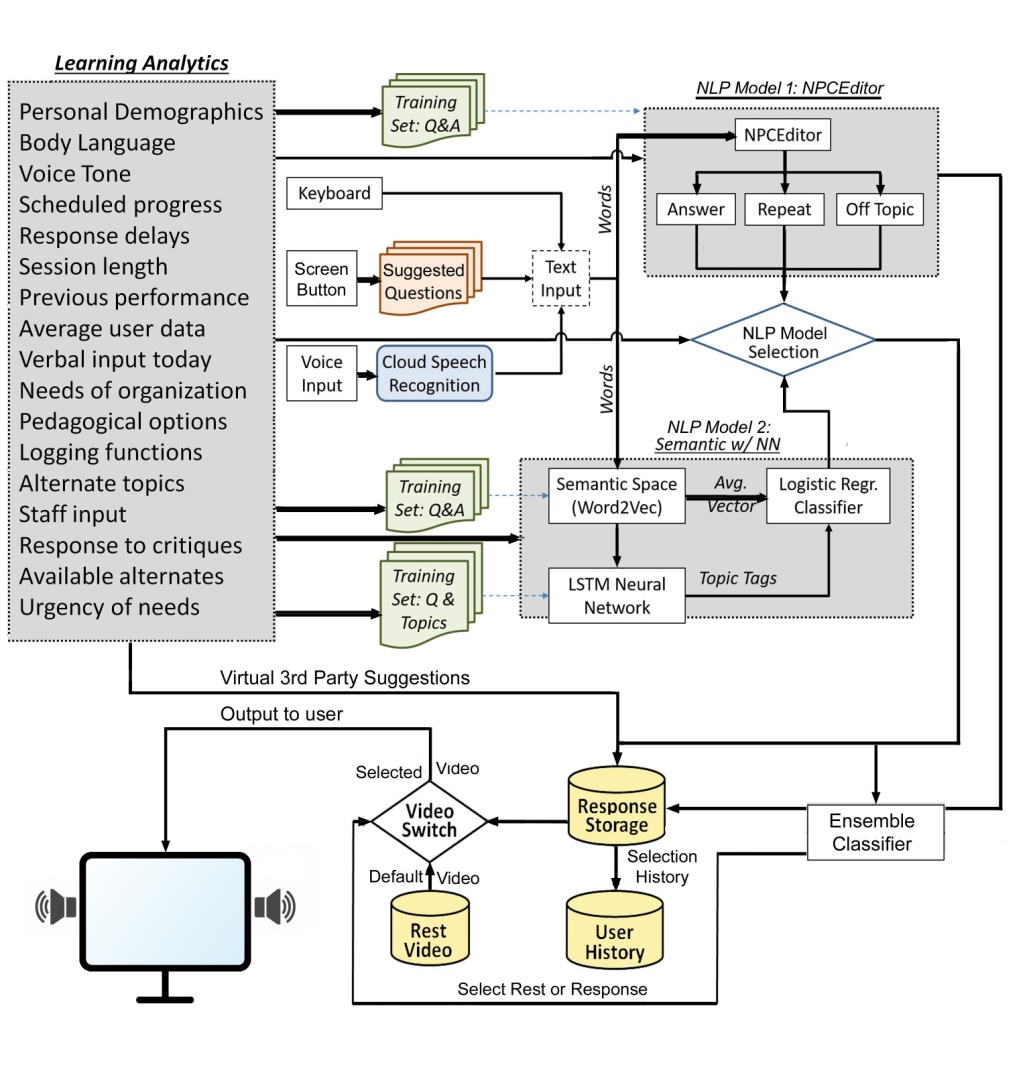 Learning Analytics
Personal Demographics
Body Language
Voice Tone
Scheduled progress
Response delays
Session length
Previous performance
Average user data
Verbal input today
Needs of organization
Pedagogical options
Logging functions
Alternate topics
Staff input
Response to critiques
Available alternates
Urgency of needs
Training
Set: Q&A
Keyboard
Screen
Button
Suggested
Questions
Voice
Input
Cloud Speech
Recognition
Text
Input
Words
Words
NLP Model 1: NPCEditor
NPCEditor
Answer
Repeat
Off Topic
NLP Model
Selection
NLP Model 2:
Semantic w/ NN
Training
Set: Q&A
Training
Set: Q &
Topics
Semantic Space
(Word2Vec)
Avg.
Vector
Logistic Regr.
Classifier
LSTM Neural
Network
Topic Tags
Virtual 3rd Party Suggestions
Output to user
Selected Video
Video
Switch
Default Video
Rest
Video
Response
Storage
Selection
History
User
History
Ensemble
Classifier
Select Rest or Response